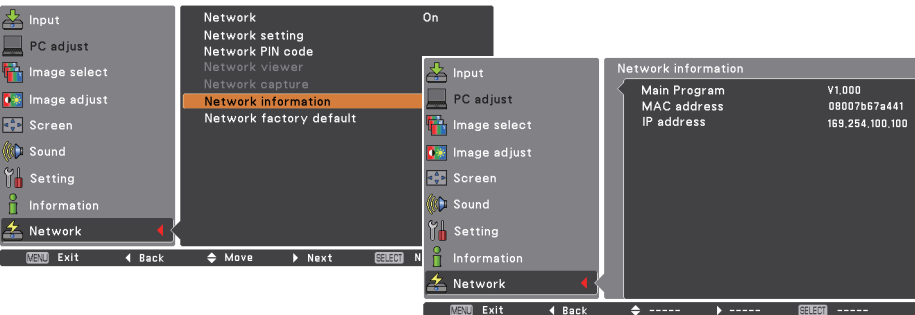 Input
PC adjust
Image select
Image adjust
Screen
Sound
Setting
Information
Network
Network On
Network setting
Network PIN code
Network viewer
Network capture
Network information
Network factory default
MENU Exit Back Move Next SELECT N
Input
PC adjust
Image select
Image adjust
Screen
Sound
Setting
Information
Network
Network information
Main Program V1,000
MAC address 08007b67a441
IP address 169,254,100,100
MENU Exit Back ----- ----- SELECT -----